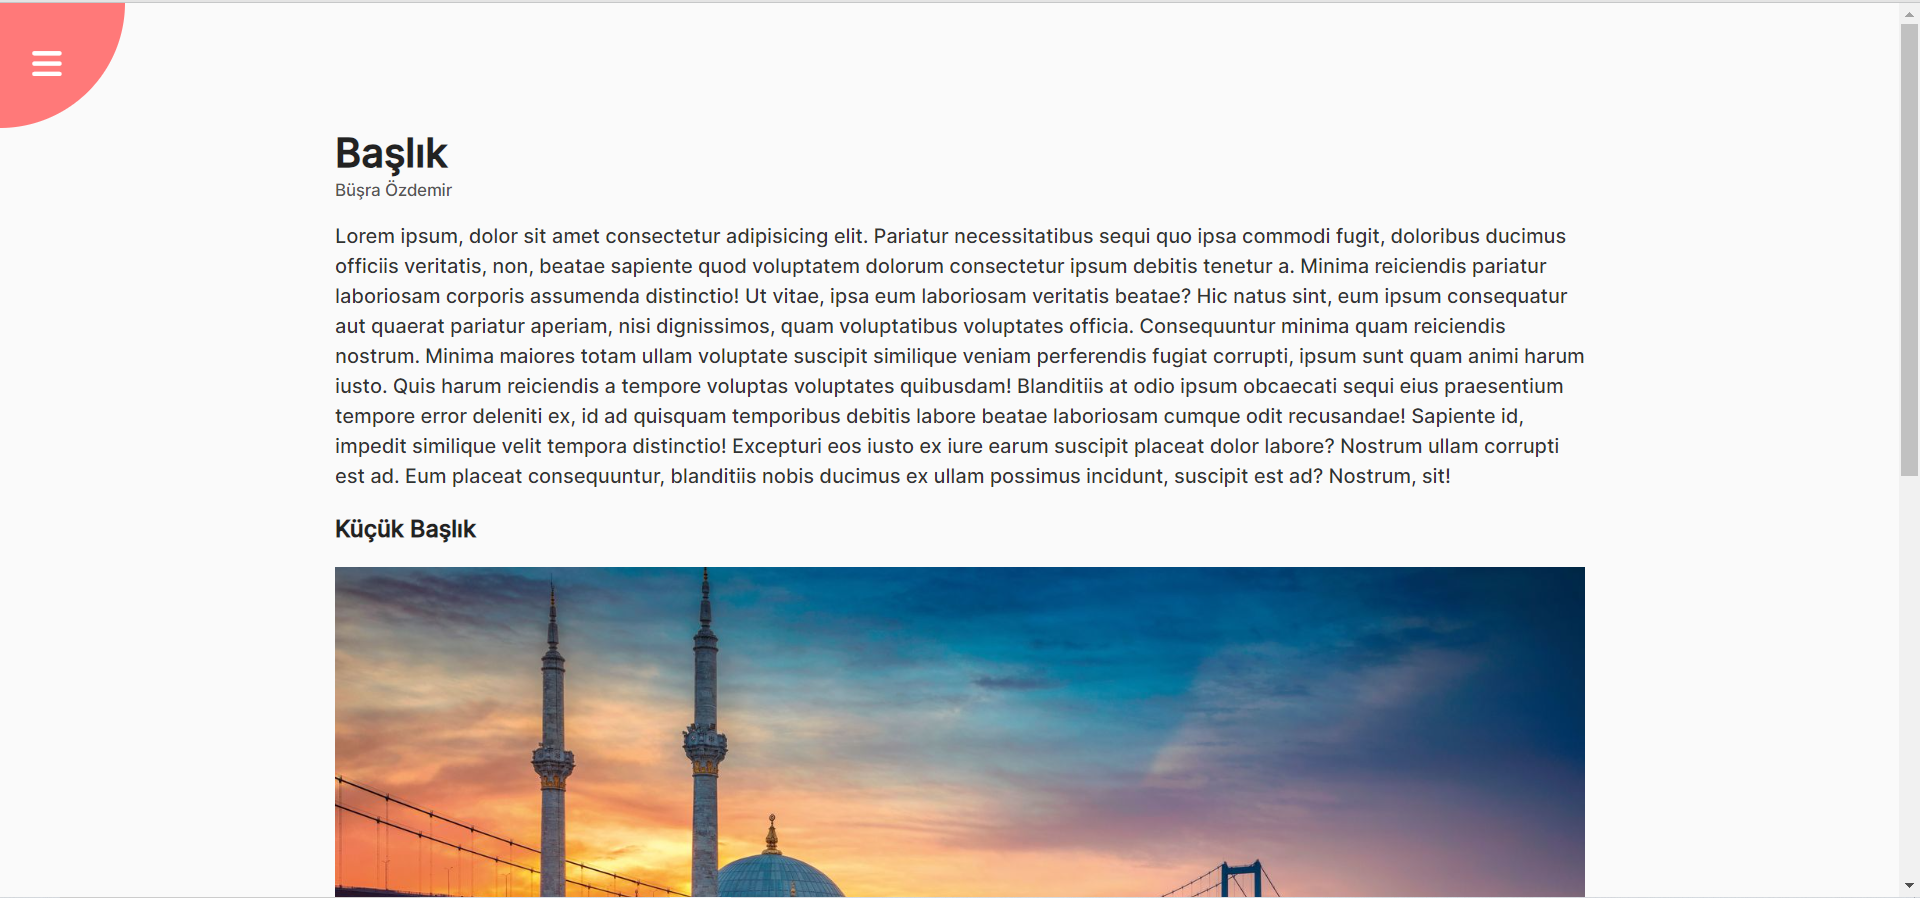 Başlık
Büşra Özdemir
Lorem ipsum, dolor sit amet consectetur adipisicing elit. Pariatur necessitatibus sequi quo ipsa commodi fugit, doloribus ducimus
officiis veritatis, non, beatae sapiente quod voluptatem dolorum consectetur ipsum debitis tenetur a. Minima reiciendis pariatur
laboriosam corporis assumenda distinctio! Ut vitae, ipsa eum laboriosam veritatis beatae? Hic natus sint, eum ipsum consequatur
aut quaerat pariatur aperiam, nisi dignissimos, quam voluptatibus voluptates officia. Consequuntur minima quam reiciendis
nostrum. Minima maiores totam ullam voluptate suscipit similique veniam perferendis fugiat corrupti, ipsum sunt quam animi harum
iusto. Quis harum reiciendis a tempore voluptas voluptates quibusdam! Blanditiis at odio ipsum obcaecati sequi eius praesentium
tempore error deleniti ex, id ad quisquam temporibus debitis labore beatae laboriosam cumque odit recusandae! Sapiente id,
impedit similique velit tempora distinctio! Excepturi eos iusto ex iure earum suscipit placeat dolor labore? Nostrum ullam corrupti
est ad. Eum placeat consequuntur, blanditiis nobis ducimus ex ullam possimus incidunt, suscipit est ad? Nostrum, sit!
Küçük Başlık